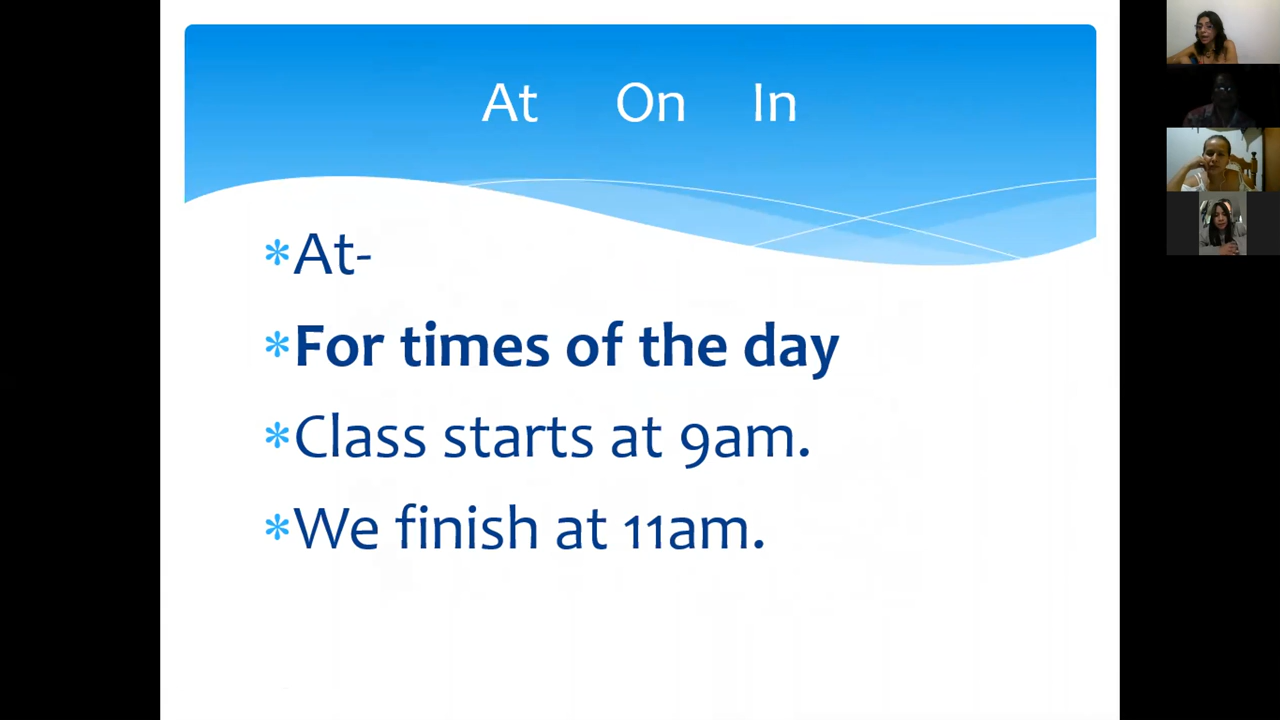 At On In
*At-
*For times of the day
*Class starts at 9am.
*We finish at 11am.